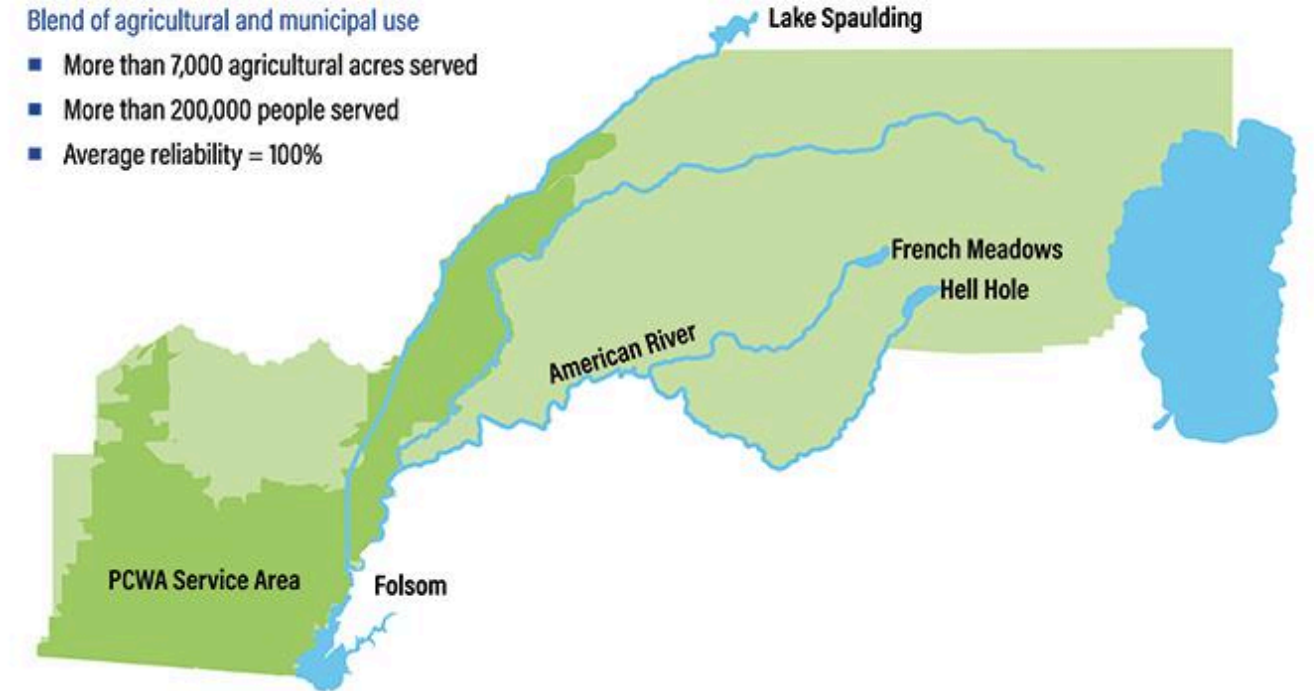 Blend of agricultural and municipal use
▪ More than 7,000 agricultural acres served
▪ More than 200,000 people served
▪ Average reliability = 100%
Lake Spaulding
French Meadows
Hell Hole
American River
PCWA Service Area
Folsom